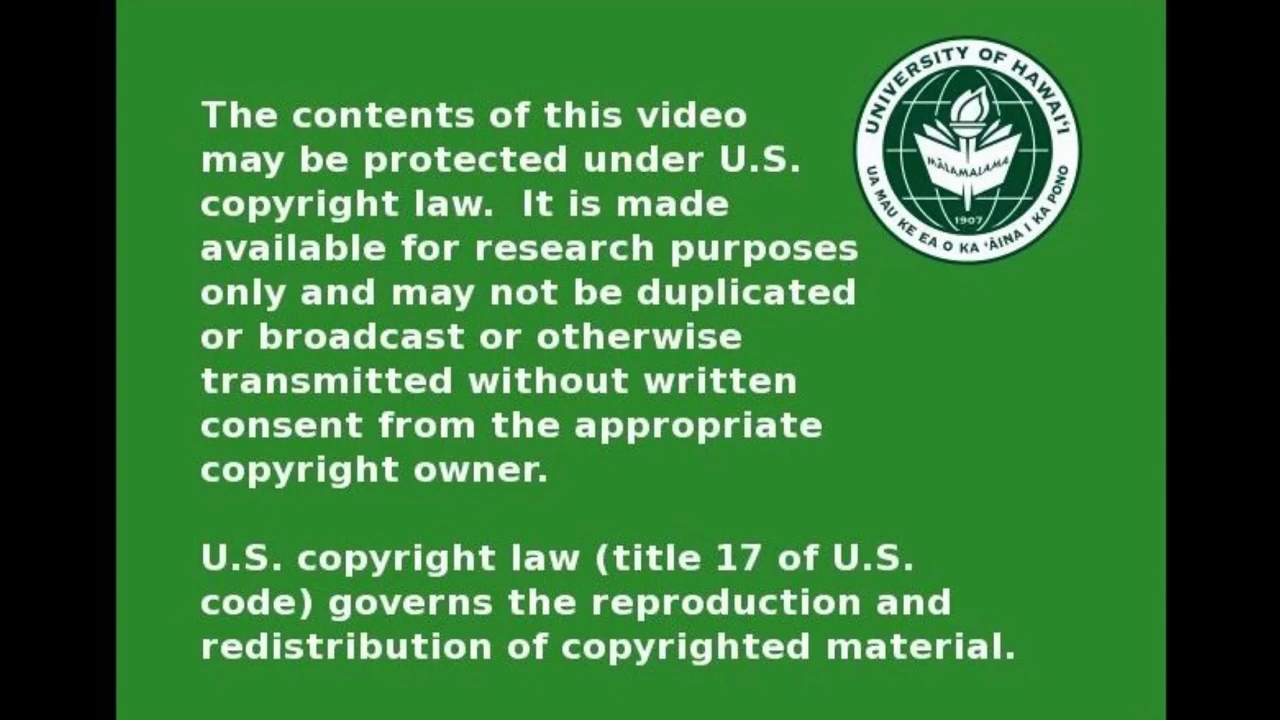 The contents of this video
may be protected under U.S.
copyright law.  It is made
available for research purposes
only and may not be duplicated
or broadcast or otherwise
transmitted without written
consent from the appropriate
copyright owner.
U.S. copyright law (title 17 of U.S.
code) governs the reproduction and
redistribution of copyrighted material.
UNIVERSITY OF HAWAIʻI
MĀLAMALAMA
1907
UA MAU KE EA O KA ʻĀINA I KA PONO